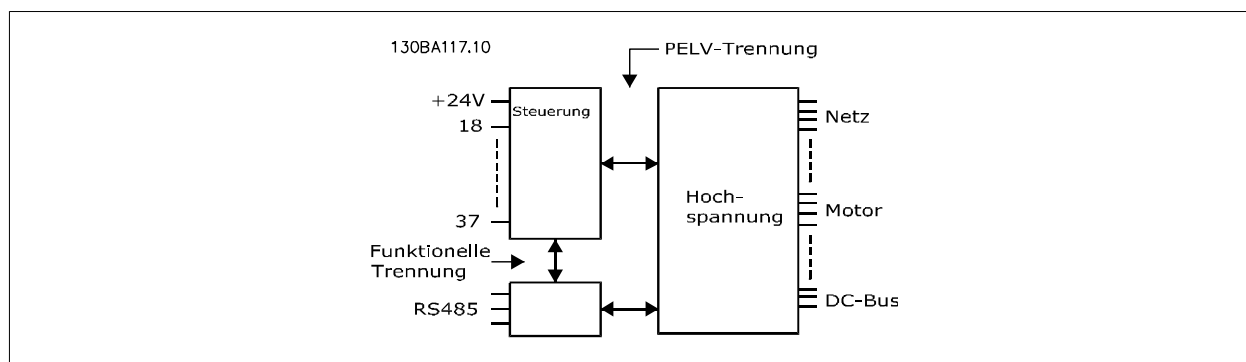 130BA117.10
PELV-Trennung
+24V
Steuerung
18
37
Funktionelle
Trennung
RS485
Hoch-
spannung
Netz
Motor
DC-Bus